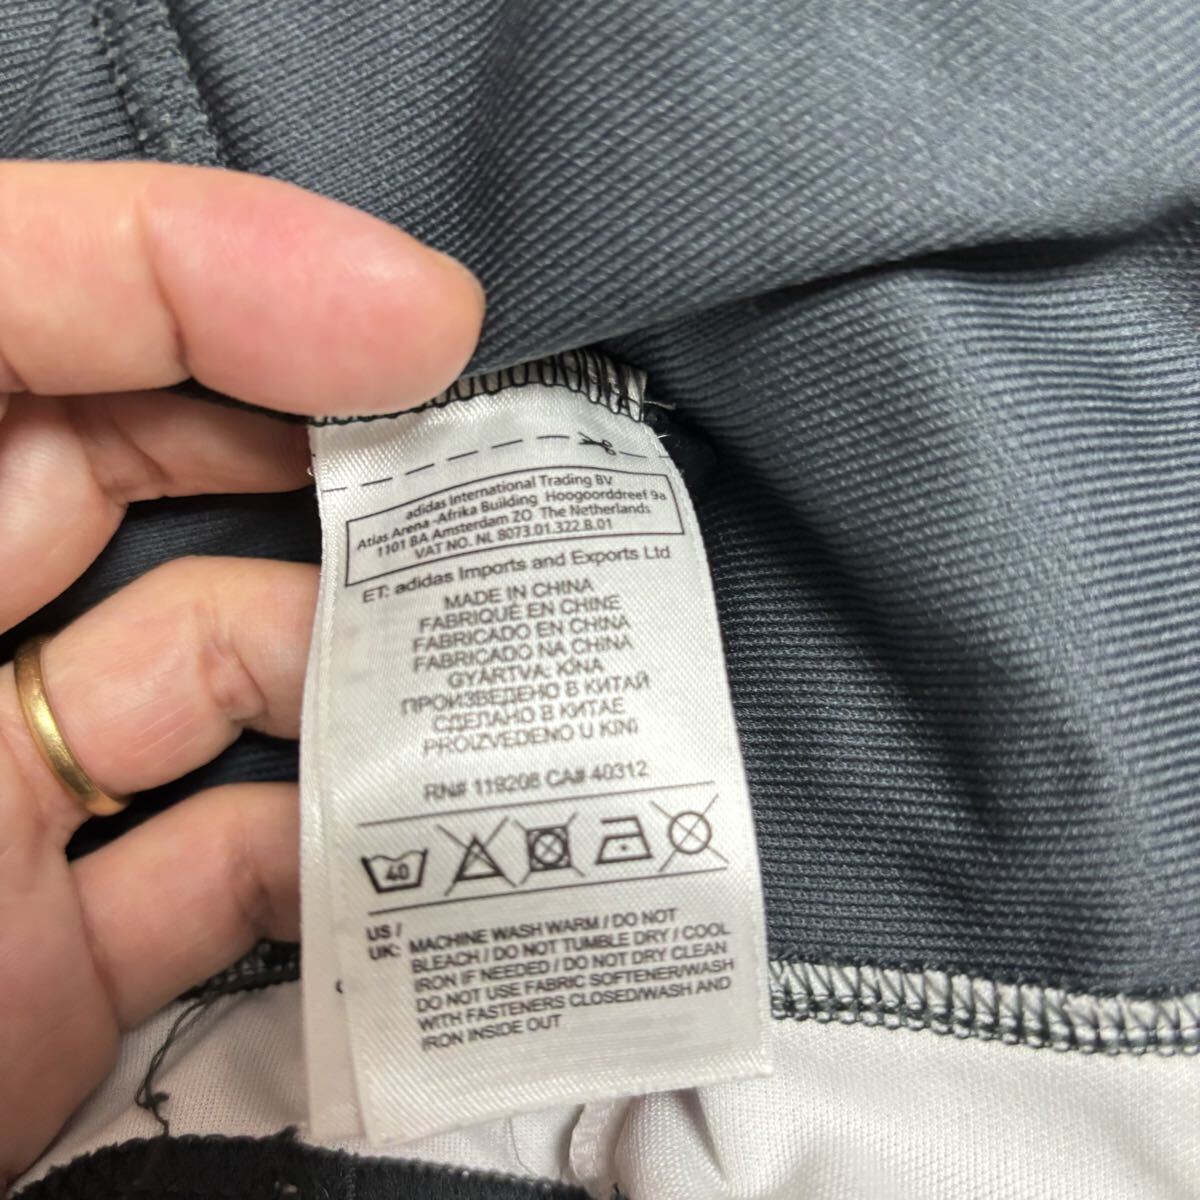 adidas International Trading BV
Atlas Arena -Afrika Building Hoogoorddreef 9a
1101 BA Amsterdam ZO The Netherlands
VAT NO. NL 8073.01.322.B.01
ET: adidas Imports and Exports Ltd
MADE IN CHINA
FABRIQUÉ EN CHINE
FABRICADO EN CHINA
FABRICADO NA CHINA
GYÁRTVA: KÍNA
ПРОИЗВЕДЕНО В КИТАЙ
СДЕЛАНО В КИТАЕ
PROIZVEDENO U KINI
RN# 119208 CA# 40312
40
US /
UK: MACHINE WASH WARM / DO NOT
BLEACH / DO NOT TUMBLE DRY / COOL
IRON IF NEEDED / DO NOT DRY CLEAN
DO NOT USE FABRIC SOFTENER/WASH
WITH FASTENERS CLOSED/WASH AND
IRON INSIDE OUT